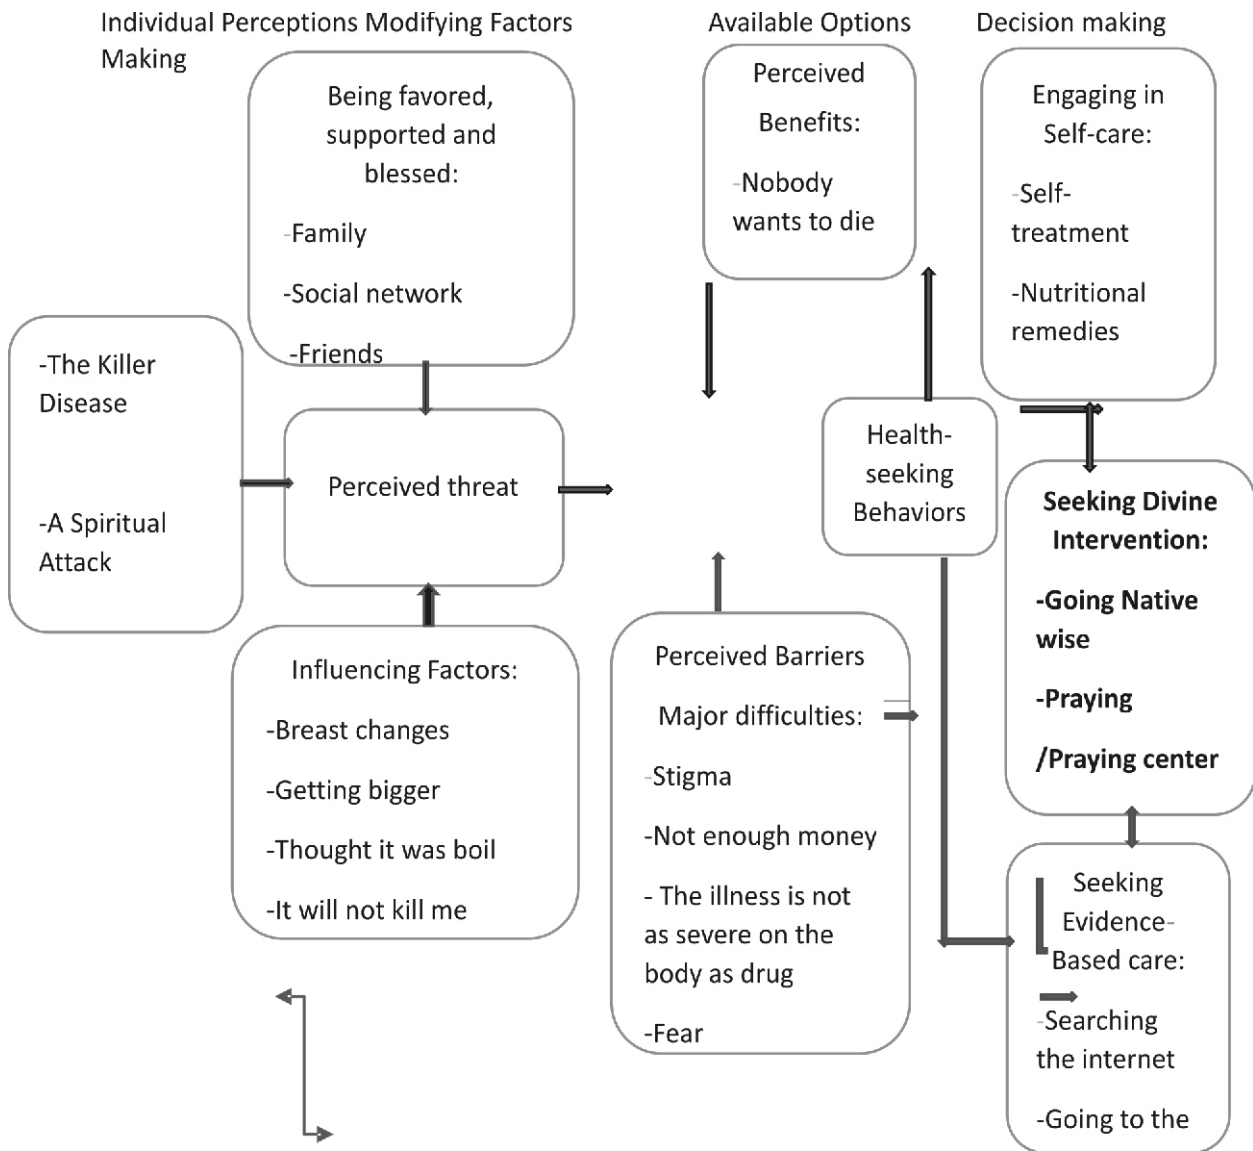 Individual Perceptions Modifying Factors
Making
Available Options
Decision making
Being favored,
supported and
blessed:
-Family
-Social network
-Friends
-The Killer
Disease
-A Spiritual
Attack
Perceived threat
Influencing Factors:
-Breast changes
-Getting bigger
-Thought it was boil
-It will not kill me
Perceived
Benefits:
-Nobody
wants to die
Health-
seeking
Behaviors
Perceived Barriers
Major difficulties:
-Stigma
-Not enough money
- The illness is not
as severe on the
body as drug
-Fear
Engaging in
Self-care:
-Self-
treatment
-Nutritional
remedies
Seeking Divine
Intervention:
-Going Native
wise
-Praying
/Praying center
Seeking
Evidence-
Based care:
-Searching
the internet
-Going to the